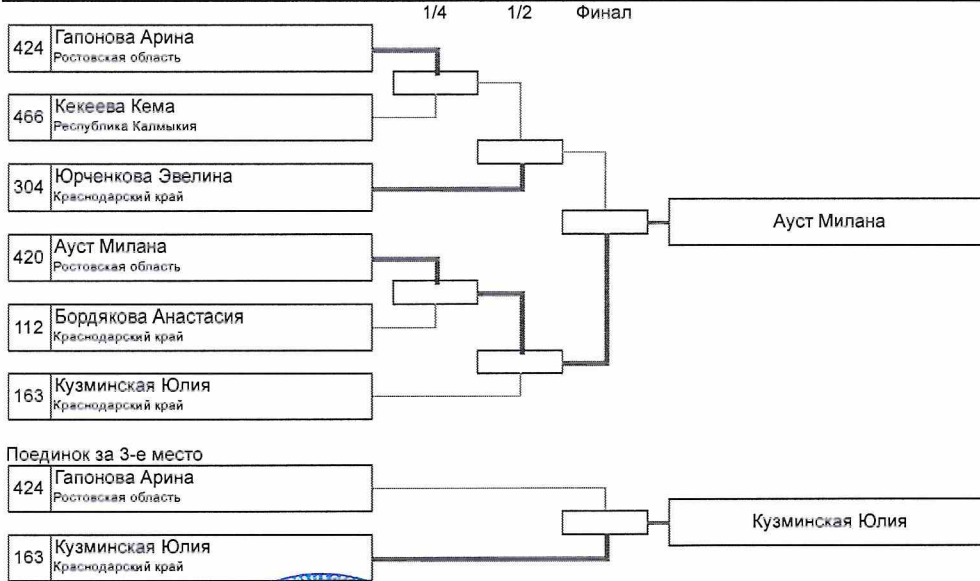 1/4 1/2 Финал
424 Гапонова Арина
Ростовская область
466 Кекеева Кема
Республика Калмыкия
304 Юрченкова Эвелина
Краснодарский край
420 Ауст Милана
Ростовская область
112 Бордякова Анастасия
Краснодарский край
163 Кузминская Юлия
Краснодарский край
Ауст Милана
Поединок за 3-е место
424 Гапонова Арина
Ростовская область
163 Кузминская Юлия
Краснодарский край
Кузминская Юлия